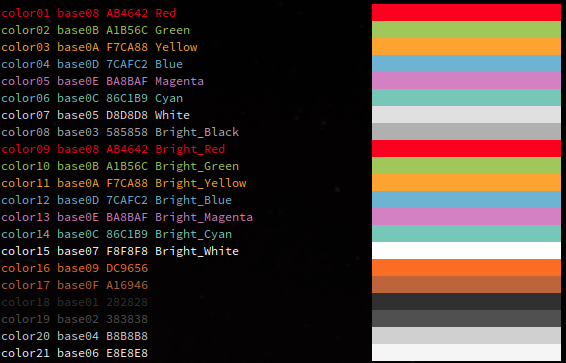 color01 base08 AB4642 Red
color02 base0B A1B56C Green
color03 base0A F7CA88 Yellow
color04 base0D 7CAFC2 Blue
color05 base0E BA8BAF Magenta
color06 base0C 86C1B9 Cyan
color07 base05 D8D8D8 White
color08 base03 585858 Bright_Black
color09 base08 AB4642 Bright_Red
color10 base0B A1B56C Bright_Green
color11 base0A F7CA88 Bright_Yellow
color12 base0D 7CAFC2 Bright_Blue
color13 base0E BA8BAF Bright_Magenta
color14 base0C 86C1B9 Bright_Cyan
color15 base07 F8F8F8 Bright_White
color16 base09 DC9656
color17 base0F A16946
color18 base01 282828
color19 base02 383838
color20 base04 B8B8B8
color21 base06 E8E8E8